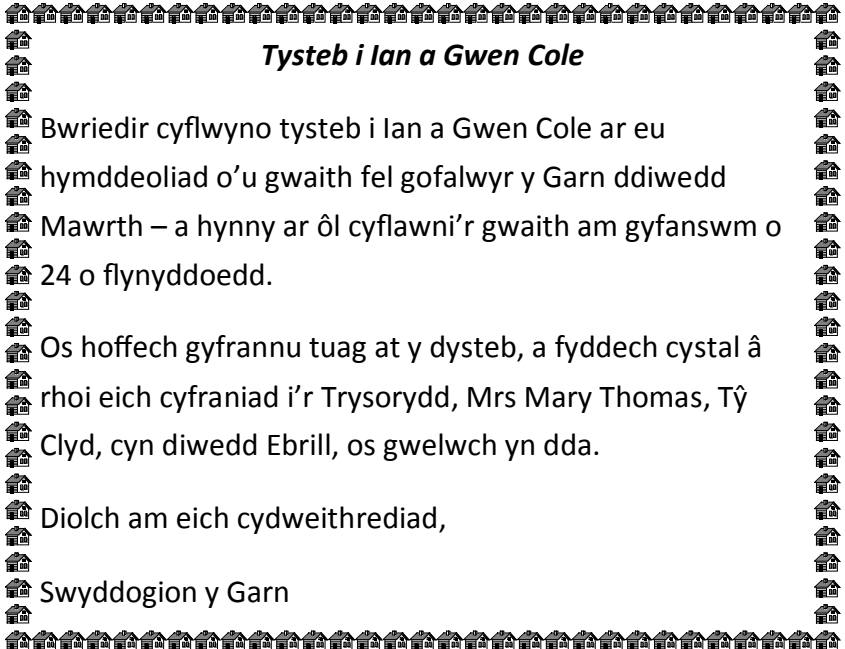 Tysteb i Ian a Gwen Cole
Bwriedir cyflwyno tysteb i Ian a Gwen Cole ar eu
hymddeoliad o’u gwaith fel gofalwyr y Garn ddiwedd
Mawrth – a hynny ar ôl cyflawni’r gwaith am gyfanswm o
24 o flynyddoedd.
Os hoffech gyfrannu tuag at y dysteb, a fyddech cystal â
rhoi eich cyfraniad i’r Trysorydd, Mrs Mary Thomas, Tŷ
Clyd, cyn diwedd Ebrill, os gwelwch yn dda.
Diolch am eich cydweithrediad,
Swyddogion y Garn